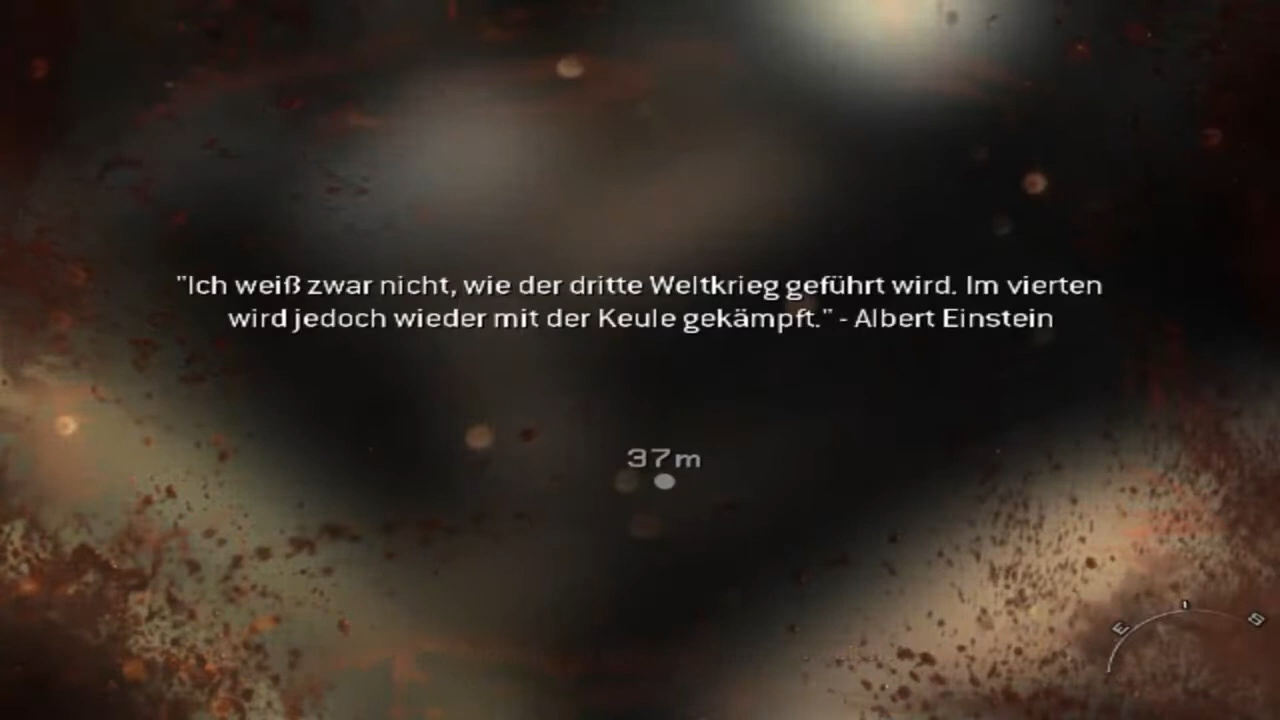 "Ich weiß zwar nicht, wie der dritte Weltkrieg geführt wird. Im vierten
wird jedoch wieder mit der Keule gekämpft." - Albert Einstein
37m
E
S